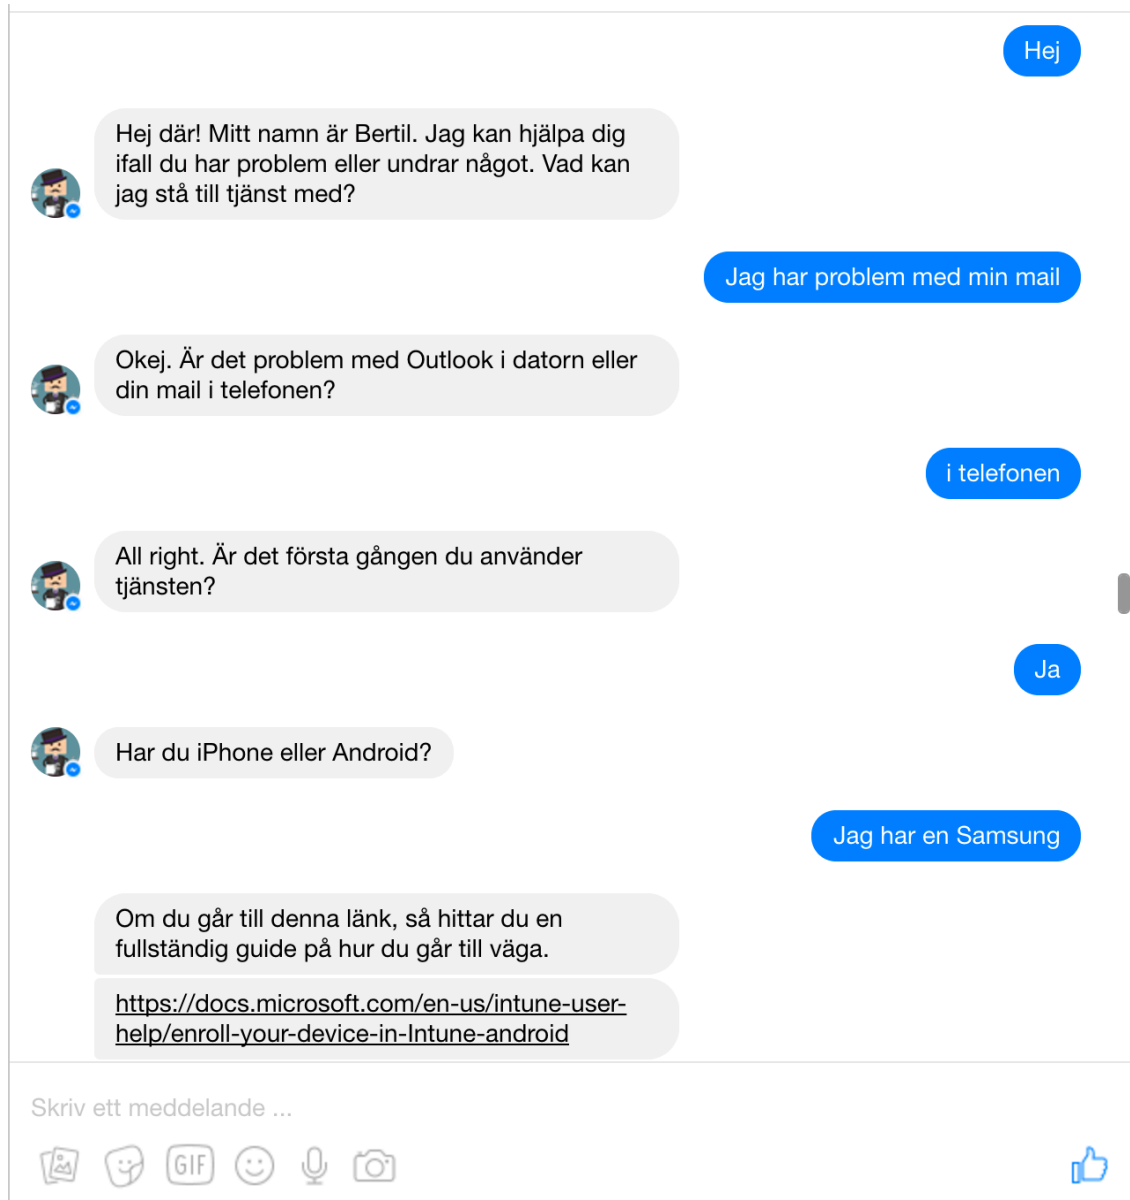 Hej
Hej där! Mitt namn är Bertil. Jag kan hjälpa dig
ifall du har problem eller undrar något. Vad kan
jag stå till tjänst med?
Jag har problem med min mail
Okej. Är det problem med Outlook i datorn eller
din mail i telefonen?
i telefonen
All right. Är det första gången du använder
tjänsten?
Ja
Har du iPhone eller Android?
Jag har en Samsung
Om du går till denna länk, så hittar du en
fullständig guide på hur du går till väga.
https://docs.microsoft.com/en-us/intune-user-
help/enroll-your-device-in-Intune-android
Skriv ett meddelande ...
GIF